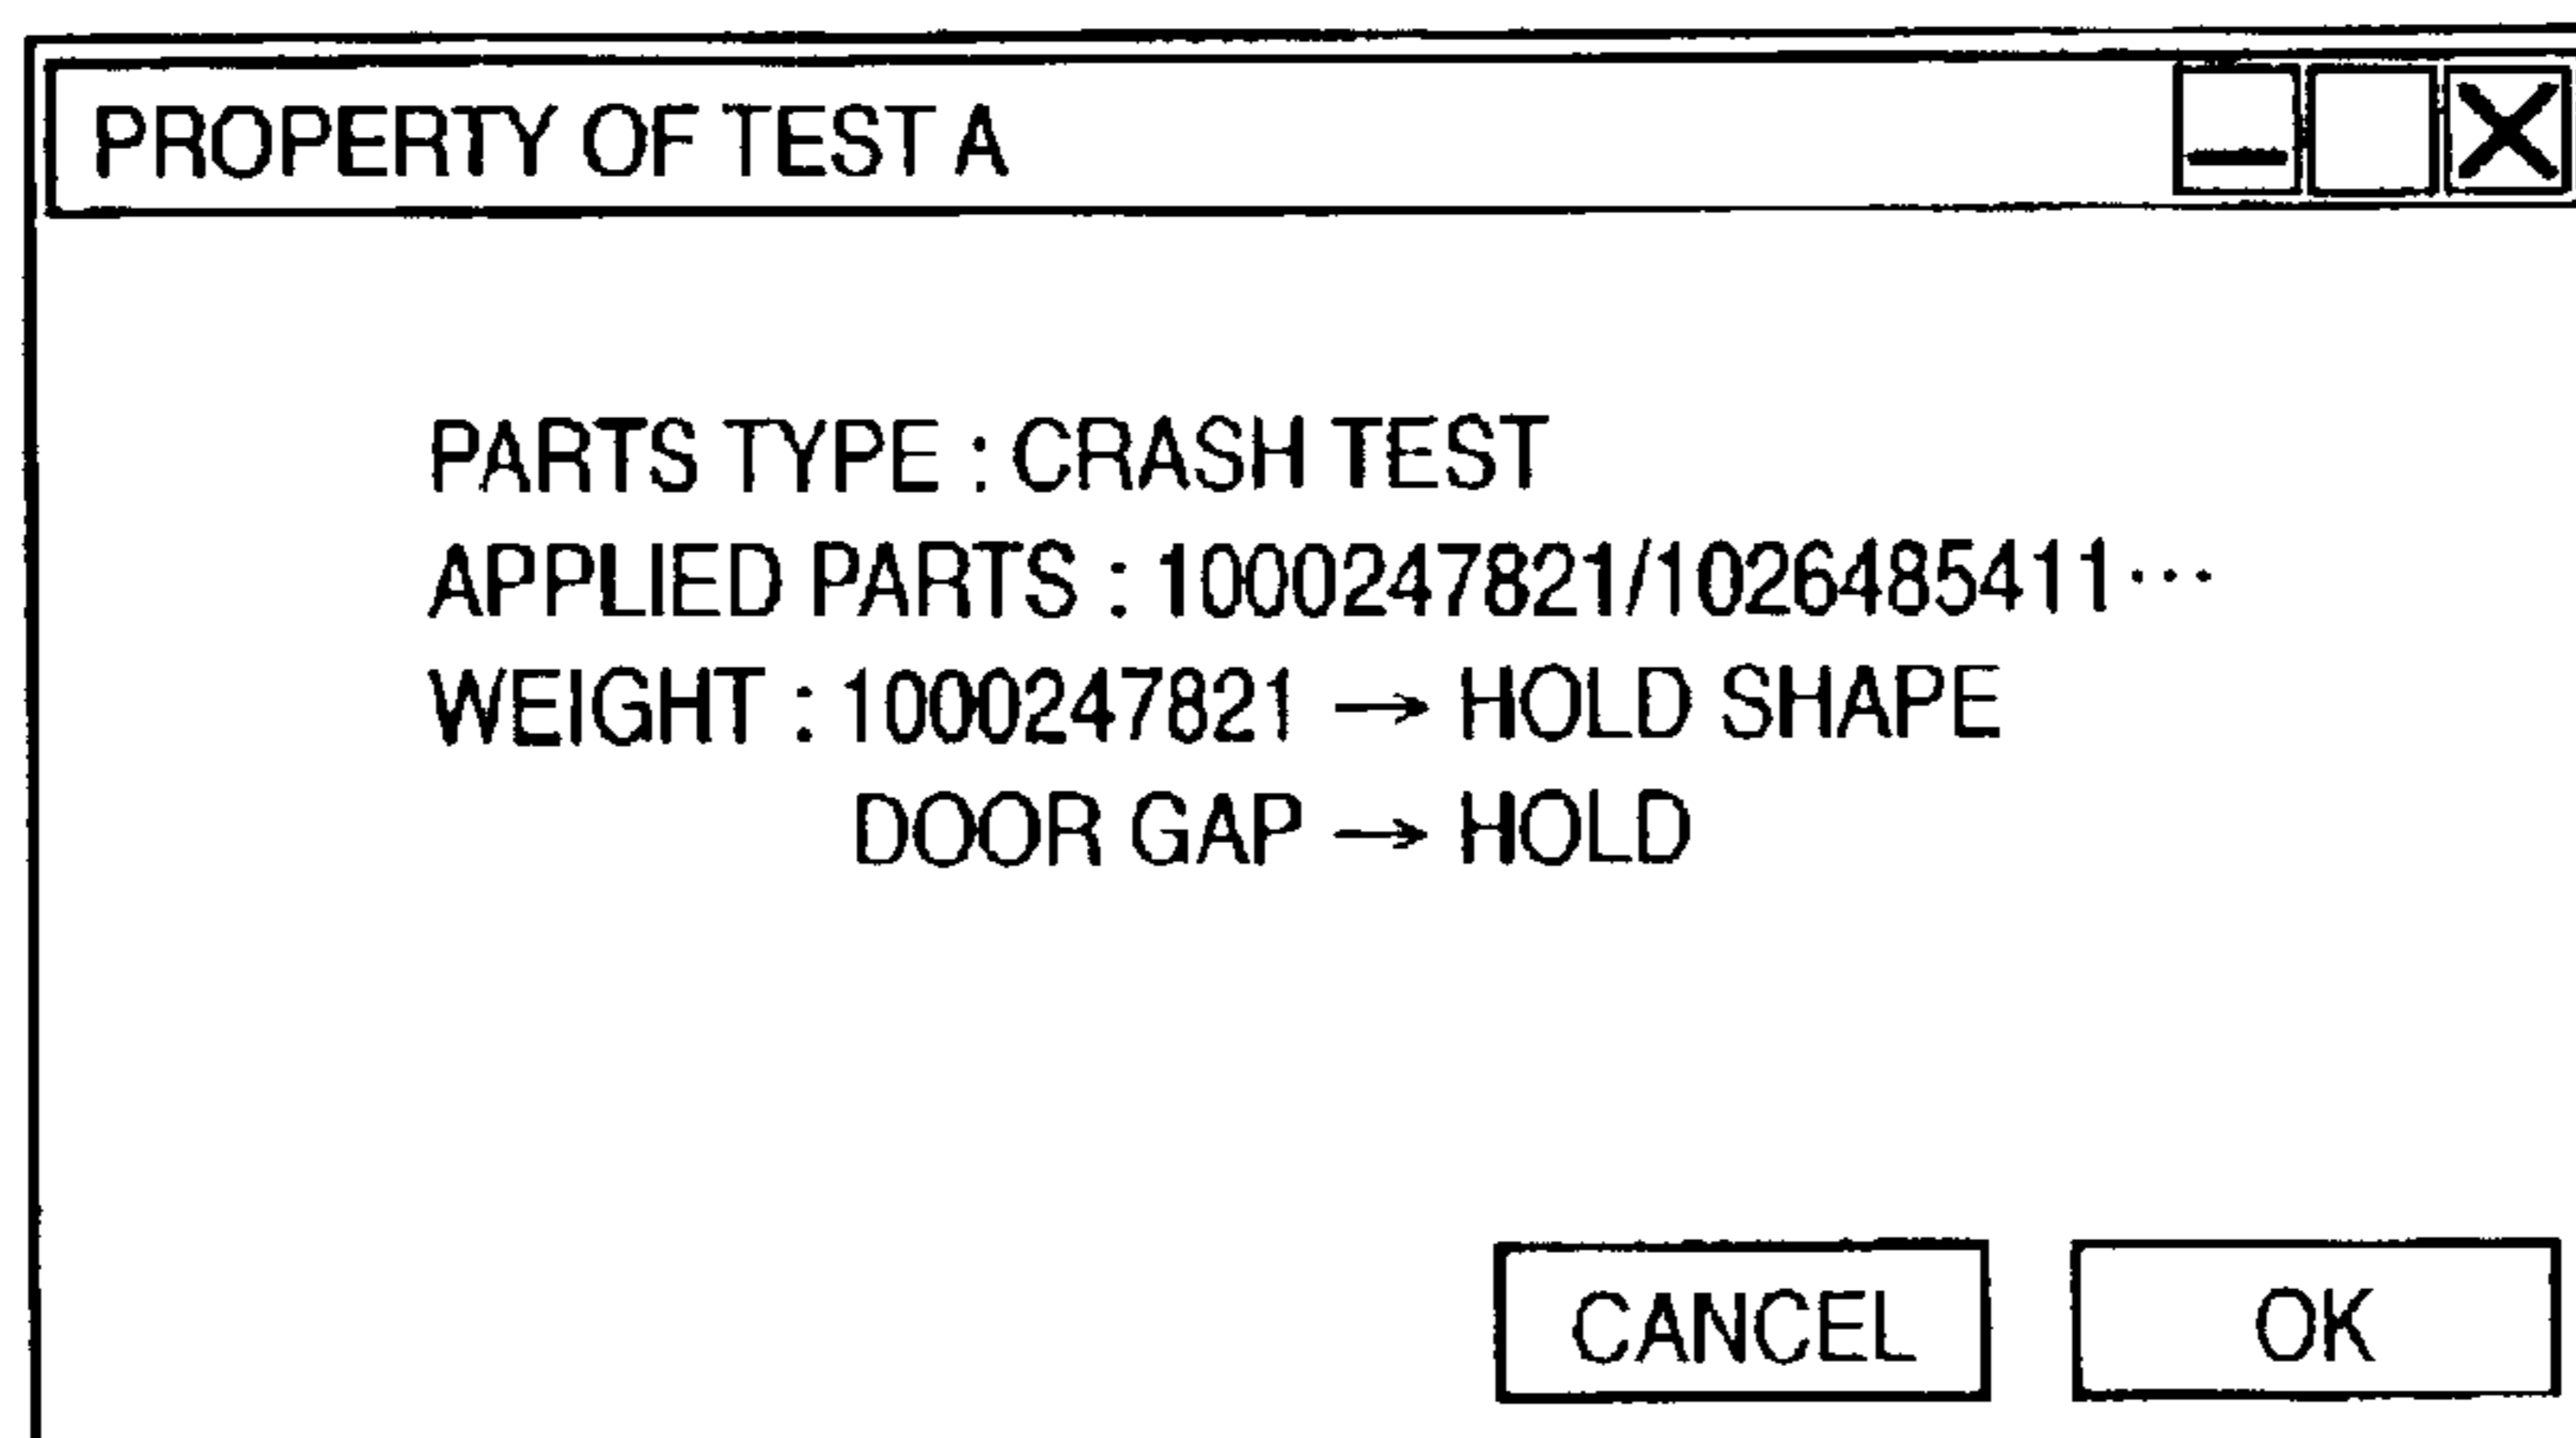 PROPERTY OF TEST A
PARTS TYPE : CRASH TEST
APPLIED PARTS : 1000247821/1026485411···
WEIGHT : 1000247821 → HOLD SHAPE
DOOR GAP → HOLD
CANCEL OK